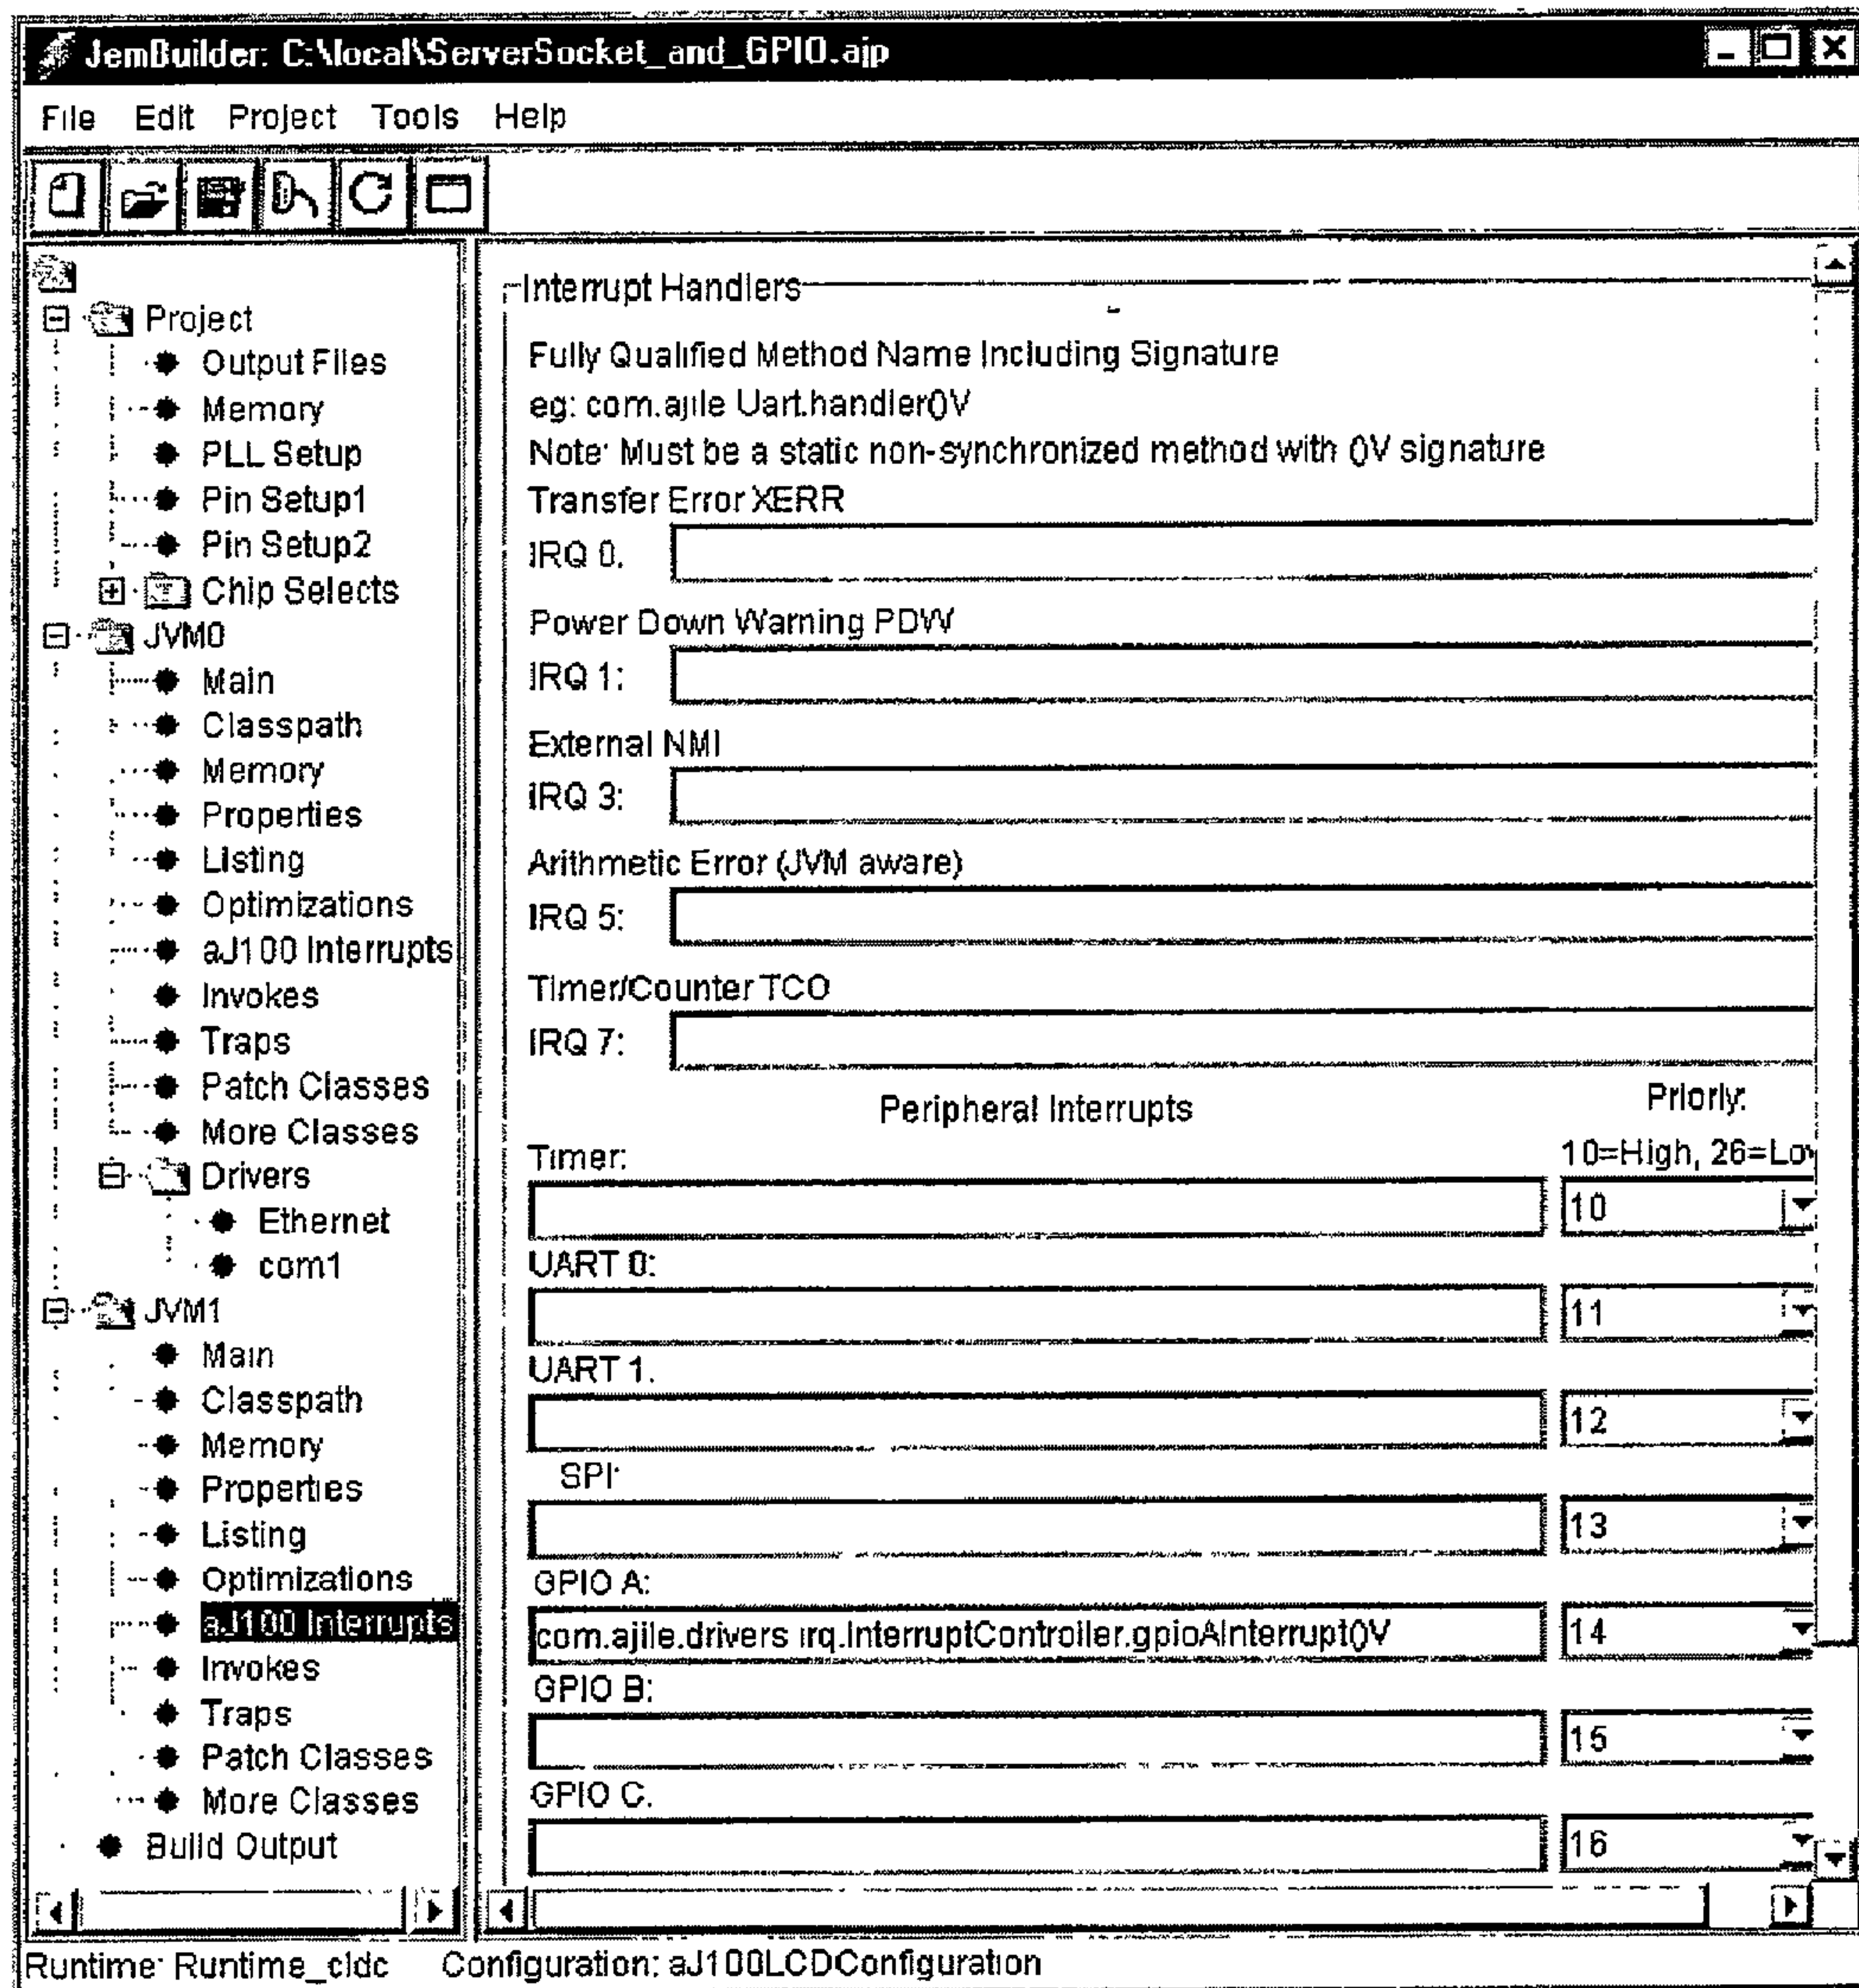 JemBuilder: C:\local\ServerSocket_and_GPIO.ajp
File Edit Project Tools Help
Project
Output Files
Memory
PLL Setup
Pin Setup1
Pin Setup2
Chip Selects
JVM0
Main
Classpath
Memory
Properties
Listing
Optimizations
aJ100 Interrupts
Invokes
Traps
Patch Classes
More Classes
Drivers
Ethernet
com1
JVM1
Main
Classpath
Memory
Properties
Listing
Optimizations
aJ100 Interrupts
Invokes
Traps
Patch Classes
More Classes
Build Output
Interrupt Handlers
Fully Qualified Method Name Including Signature
eg: com.ajile Uart.handler()V
Note: Must be a static non-synchronized method with ()V signature
Transfer Error XERR
IRQ 0.
Power Down Warning PDW
IRQ 1:
External NMI
IRQ 3:
Arithmetic Error (JVM aware)
IRQ 5:
Timer/Counter TCO
IRQ 7:
Peripheral Interrupts Priorly:
Timer: 10=High, 26=Lov
10
UART 0:
11
UART 1.
12
SPI:
13
GPIO A:
com.ajile.drivers irq.InterruptController.gpioAInterrupt()V 14
GPIO B:
15
GPIO C.
16
Runtime: Runtime_cldc Configuration: aJ100LCDConfiguration